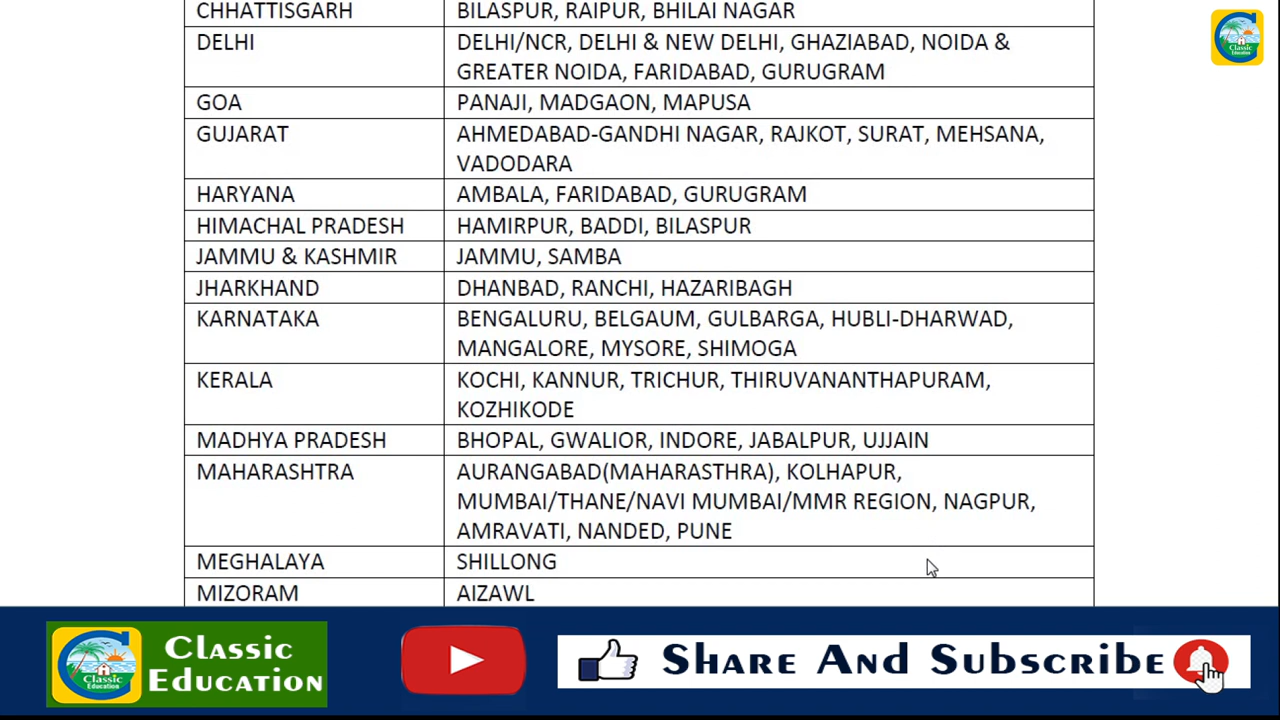 CHHATTISGARH BILASPUR, RAIPUR, BHILAI NAGAR
DELHI DELHI/NCR, DELHI & NEW DELHI, GHAZIABAD, NOIDA &
GREATER NOIDA, FARIDABAD, GURUGRAM
GOA PANAJI, MADGAON, MAPUSA
GUJARAT AHMEDABAD-GANDHI NAGAR, RAJKOT, SURAT, MEHSANA,
VADODARA
HARYANA AMBALA, FARIDABAD, GURUGRAM
HIMACHAL PRADESH HAMIRPUR, BADDI, BILASPUR
JAMMU & KASHMIR JAMMU, SAMBA
JHARKHAND DHANBAD, RANCHI, HAZARIBAGH
KARNATAKA BENGALURU, BELGAUM, GULBARGA, HUBLI-DHARWAD,
MANGALORE, MYSORE, SHIMOGA
KERALA KOCHI, KANNUR, TRICHUR, THIRUVANANTHAPURAM,
KOZHIKODE
MADHYA PRADESH BHOPAL, GWALIOR, INDORE, JABALPUR, UJJAIN
MAHARASHTRA AURANGABAD(MAHARASTHRA), KOLHAPUR,
MUMBAI/THANE/NAVI MUMBAI/MMR REGION, NAGPUR,
AMRAVATI, NANDED, PUNE
MEGHALAYA SHILLONG
MIZORAM AIZAWL
Classic
Education
Classic
Education
Classic
Education
Share And Subscribe